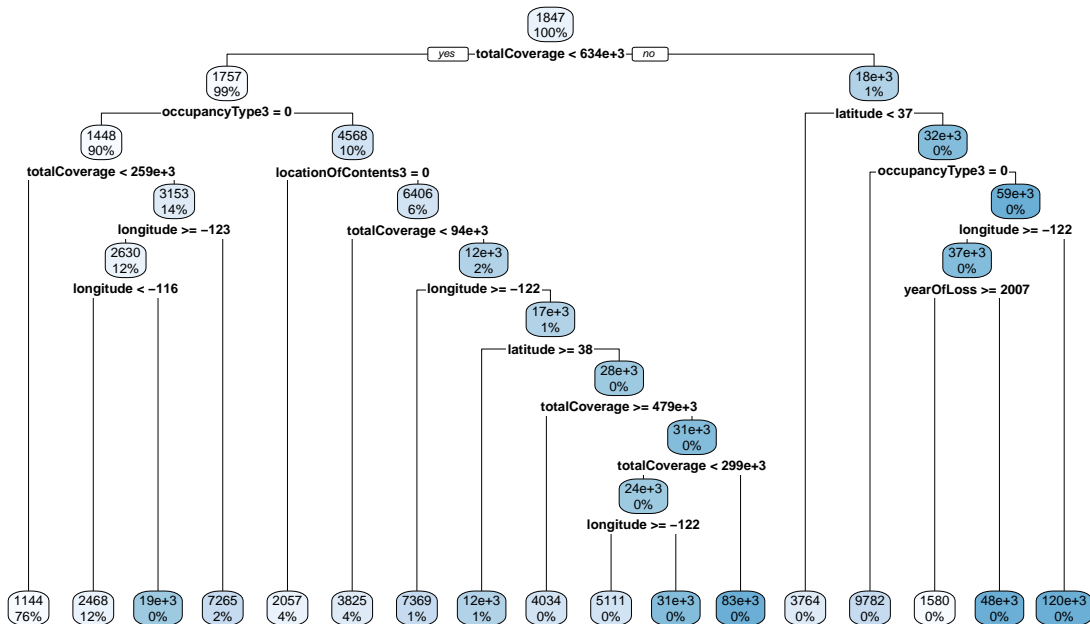 1847
100%
yes totalCoverage < 634e+3 no
1757 18e+3
99% 1%
occupancyType3 = 0 latitude < 37
1448 4568 32e+3
90% 10% 0%
totalCoverage < 259e+3 locationOfContents3 = 0 occupancyType3 = 0
3153 6406 59e+3
14% 6% 0%
longitude >= −123 totalCoverage < 94e+3 longitude >= −122
2630 12e+3 37e+3
12% 2% 0%
longitude < −116 longitude >= −122 yearOfLoss >= 2007
17e+3
1%
latitude >= 38
28e+3
0%
totalCoverage >= 479e+3
31e+3
0%
totalCoverage < 299e+3
24e+3
0%
longitude >= −122
1144 2468 19e+3 7265 2057 3825 7369 12e+3 4034 5111 31e+3 83e+3 3764 9782 1580 48e+3 120e+3
76% 12% 0% 2% 4% 4% 1% 1% 0% 0% 0% 0% 0% 0% 0% 0% 0%